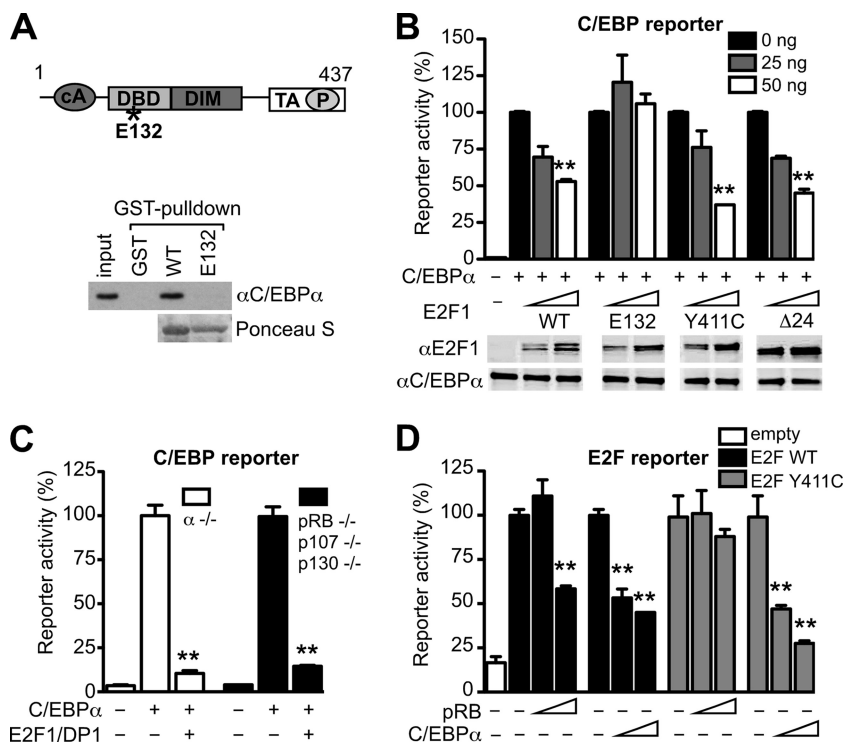 A
1
437
cA
DBD
DIM
TA
P
*
E132
GST-pulldown
input
GST
WT
E132
αC/EBPα
Ponceau S
B
C/EBP reporter
0 ng
25 ng
50 ng
Reporter activity (%)
150
125
100
75
50
25
0
**
**
**
C/EBPα
– + + + + + + + + + + + +
E2F1
–
WT
E132
Y411C
Δ24
αE2F1
αC/EBPα
C
C/EBP reporter
α -/-
pRB -/-
p107 -/-
p130 -/-
Reporter activity (%)
125
100
75
50
25
0
**
**
C/EBPα
– + + – + +
E2F1/DP1
– – + – – +
D
E2F reporter
empty
E2F WT
E2F Y411C
Reporter activity (%)
125
100
75
50
25
0
**
**
**
**
**
pRB
– – – – – – – – –
C/EBPα
– – – – – – – – –